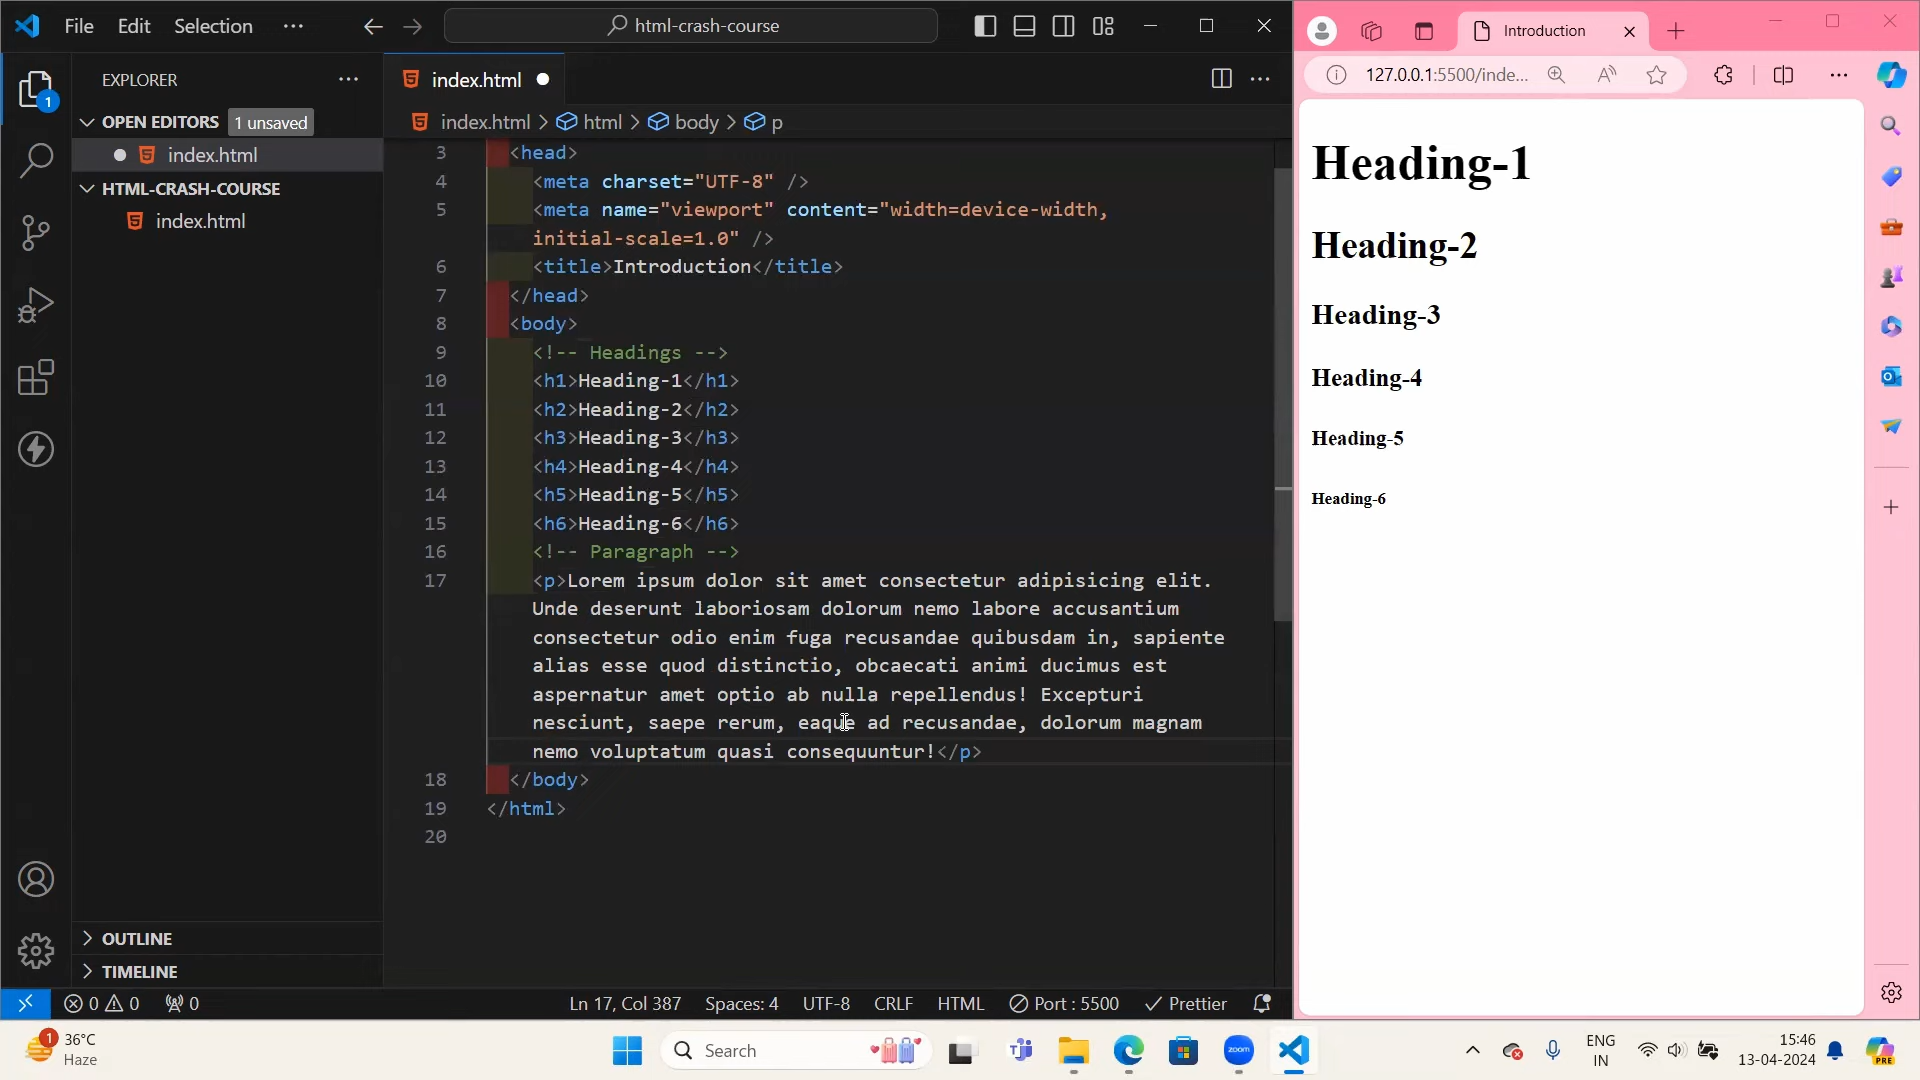 File Edit Selection ···
html-crash-course
EXPLORER
OPEN EDITORS 1 unsaved
index.html
HTML-CRASH-COURSE
index.html
OUTLINE
TIMELINE
1
index.html
index.html > html > body > p
3 <head>
4 <meta charset="UTF-8" />
5 <meta name="viewport" content="width=device-width,
initial-scale=1.0" />
6 <title>Introduction</title>
7 </head>
8 <body>
9 <!-- Headings -->
10 <h1>Heading-1</h1>
11 <h2>Heading-2</h2>
12 <h3>Heading-3</h3>
13 <h4>Heading-4</h4>
14 <h5>Heading-5</h5>
15 <h6>Heading-6</h6>
16 <!-- Paragraph -->
17 <p>Lorem ipsum dolor sit amet consectetur adipisicing elit.
Unde deserunt laboriosam dolorum nemo labore accusantium
consectetur odio enim fuga recusandae quibusdam in, sapiente
alias esse quod distinctio, obcaecati animi ducimus est
aspernatur amet optio ab nulla repellendus! Excepturi
nesciunt, saepe rerum, eaque ad recusandae, dolorum magnam
nemo voluptatum quasi consequuntur!</p>
18 </body>
19 </html>
20
0 0 0 Ln 17, Col 387 Spaces: 4 UTF-8 CRLF HTML Port : 5500 Prettier
Introduction
127.0.0.1:5500/inde...
Heading-1
Heading-2
Heading-3
Heading-4
Heading-5
Heading-6
1
36°C
Haze
Search
zoom
ENG
IN
15:46
13-04-2024
PRE